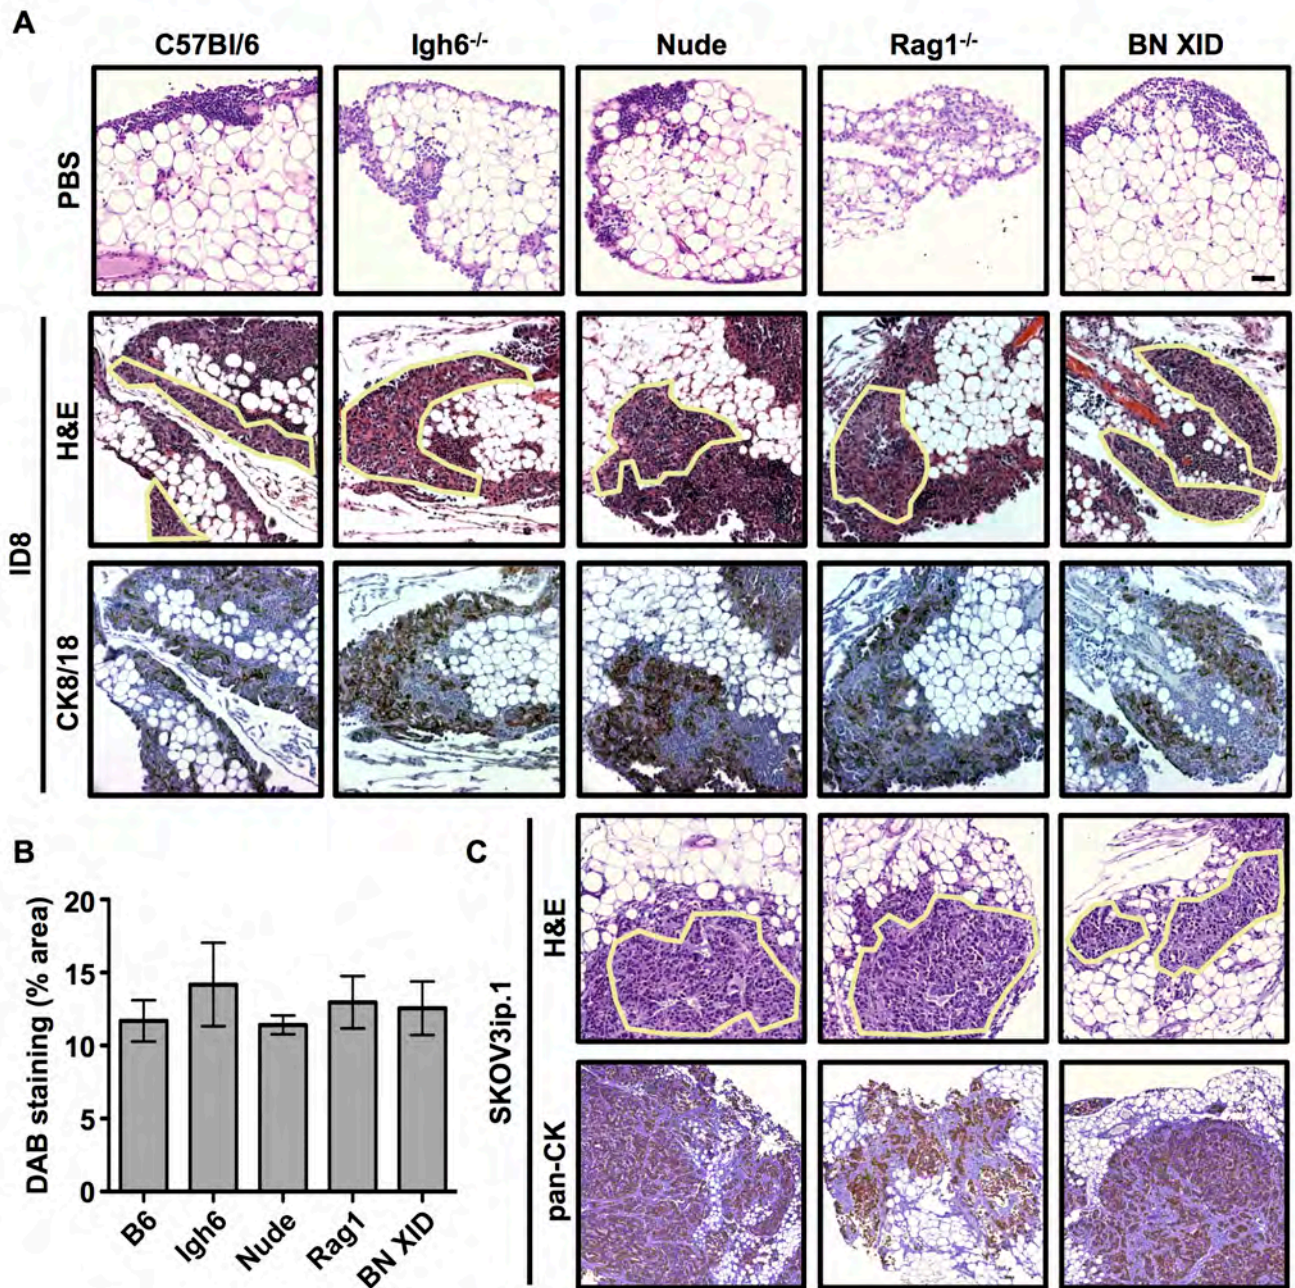 A
C57Bl/6 Igh6-/- Nude Rag1-/- BN XID
PBS
ID8
H&E
CK8/18
B
DAB staining (% area)
20
15
10
5
0
B6 Igh6 Nude Rag1 BN XID
C
SKOV3ip.1
H&E
pan-CK